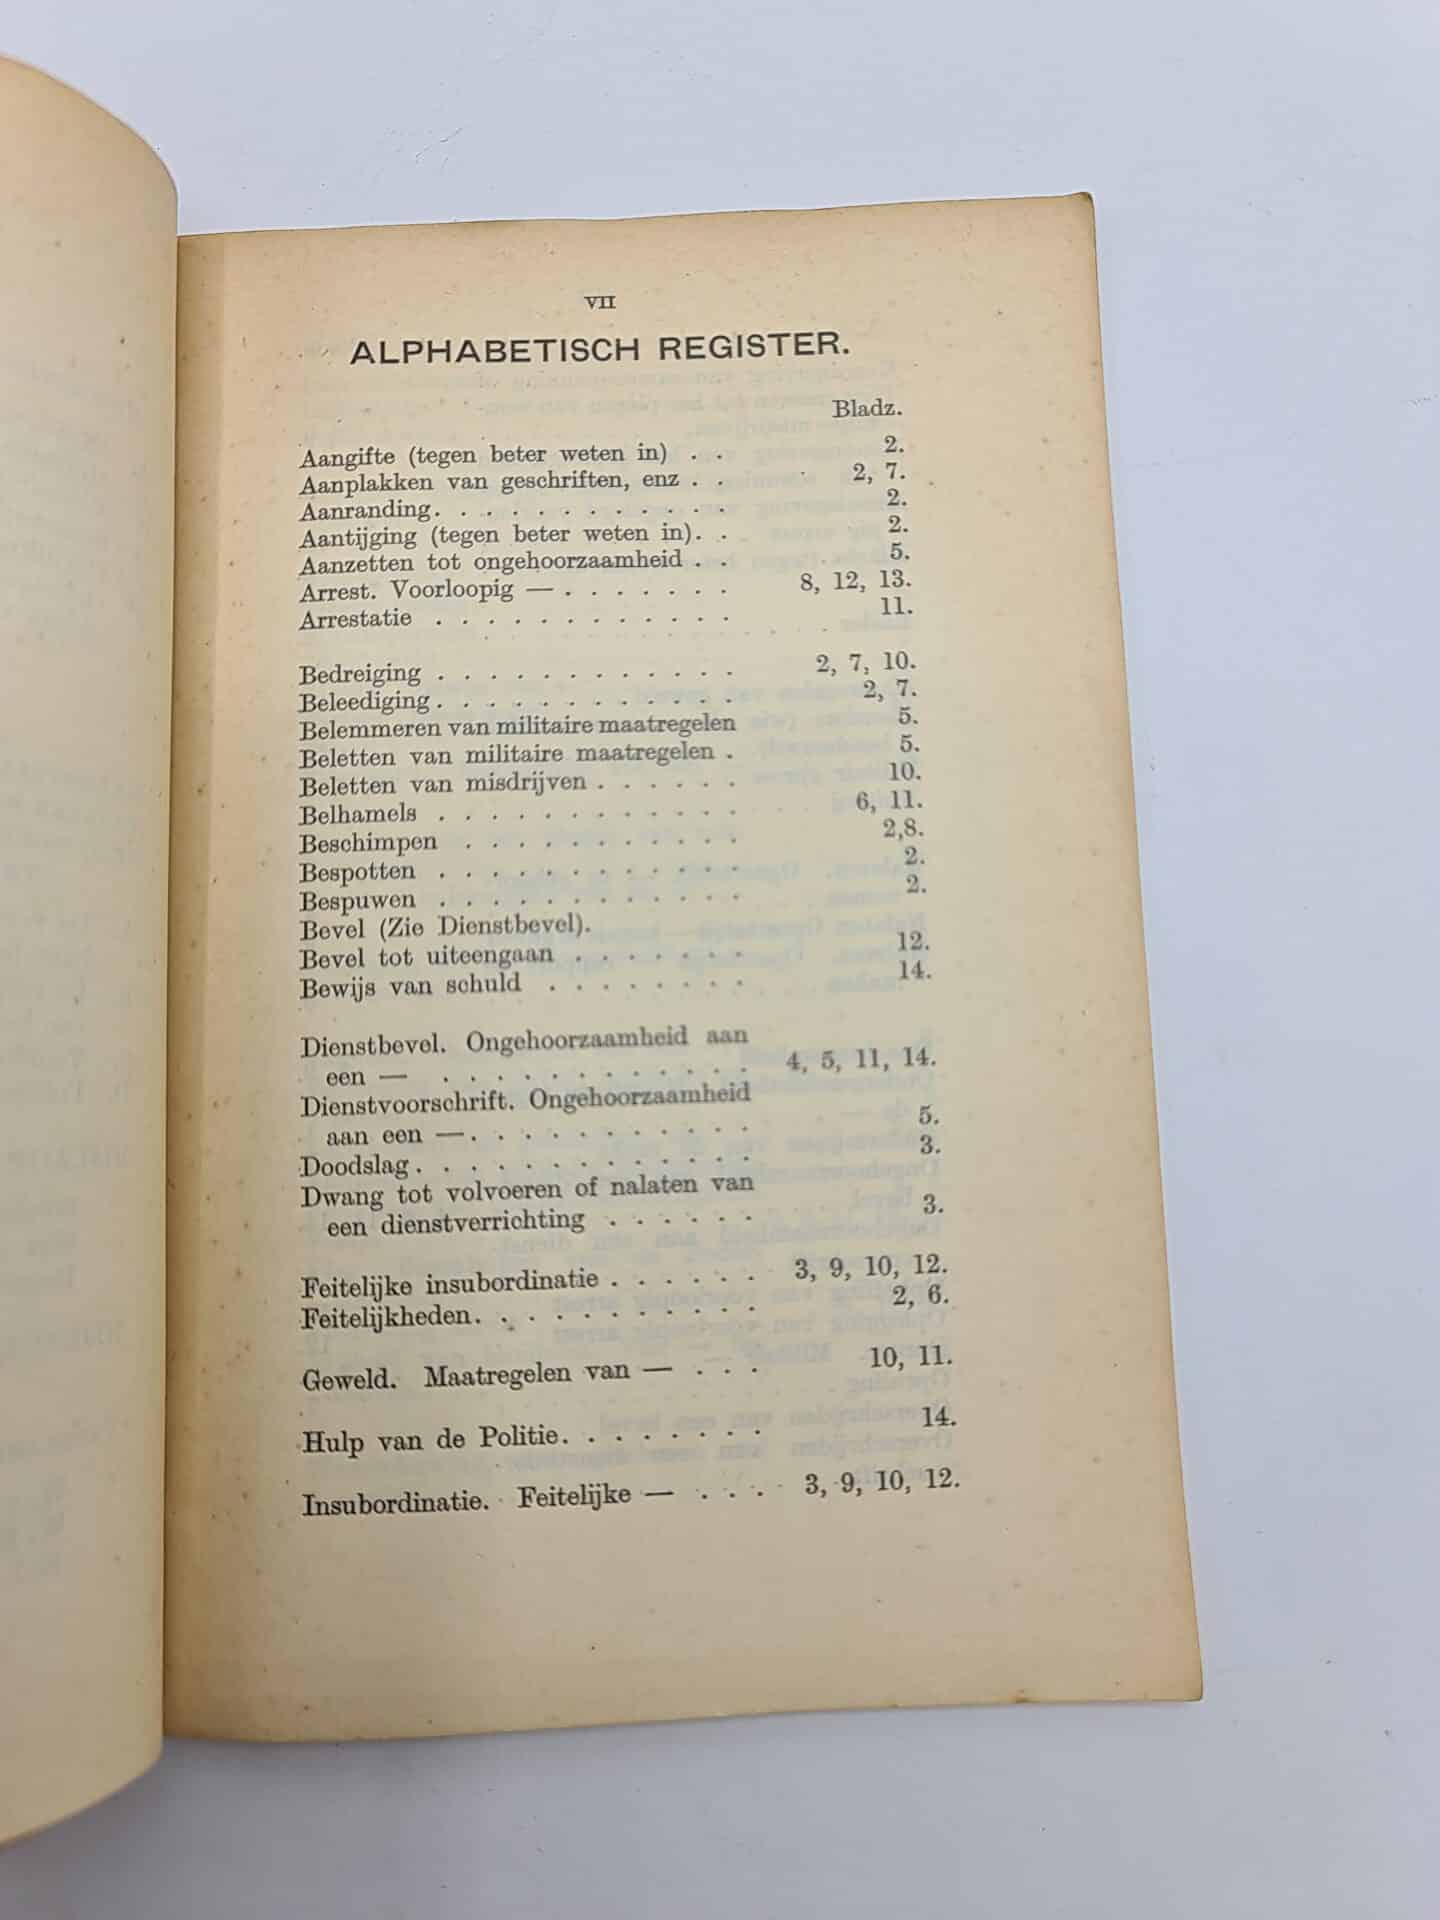 VII
ALPHABETISCH REGISTER.
Bladz.
Aangifte (tegen beter weten in) . . 2.
Aanplakken van geschriften, enz . . 2, 7.
Aanranding. . . . . . . . . . . . 2.
Aantijging (tegen beter weten in). . 2.
Aanzetten tot ongehoorzaamheid . . 5.
Arrest. Voorloopig — . . . . . . . 8, 12, 13.
Arrestatie . . . . . . . . . . . . 11.
Bedreiging . . . . . . . . . . . . 2, 7, 10.
Beleediging . . . . . . . . . . . . 2, 7.
Belemmeren van militaire maatregelen 5.
Beletten van militaire maatregelen . 5.
Beletten van misdrijven . . . . . . 10.
Belhamels . . . . . . . . . . . . 6, 11.
Beschimpen . . . . . . . . . . . 2,8.
Bespotten . . . . . . . . . . . . 2.
Bespuwen . . . . . . . . . . . . 2.
Bevel (Zie Dienstbevel).
Bevel tot uiteengaan . . . . . . . 12.
Bewijs van schuld . . . . . . . . 14.
Dienstbevel. Ongehoorzaamheid aan
een — . . . . . . . . . . . . 4, 5, 11, 14.
Dienstvoorschrift. Ongehoorzaamheid
aan een —. . . . . . . . . . . 5.
Doodslag. . . . . . . . . . . . . 3.
Dwang tot volvoeren of nalaten van
een dienstverrichting . . . . . . 3.
Feitelijke insubordinatie . . . . . . 3, 9, 10, 12.
Feitelijkheden. . . . . . . . . . . 2, 6.
Geweld. Maatregelen van — . . . 10, 11.
Hulp van de Politie. . . . . . . . 14.
Insubordinatie. Feitelijke — . . . 3, 9, 10, 12.